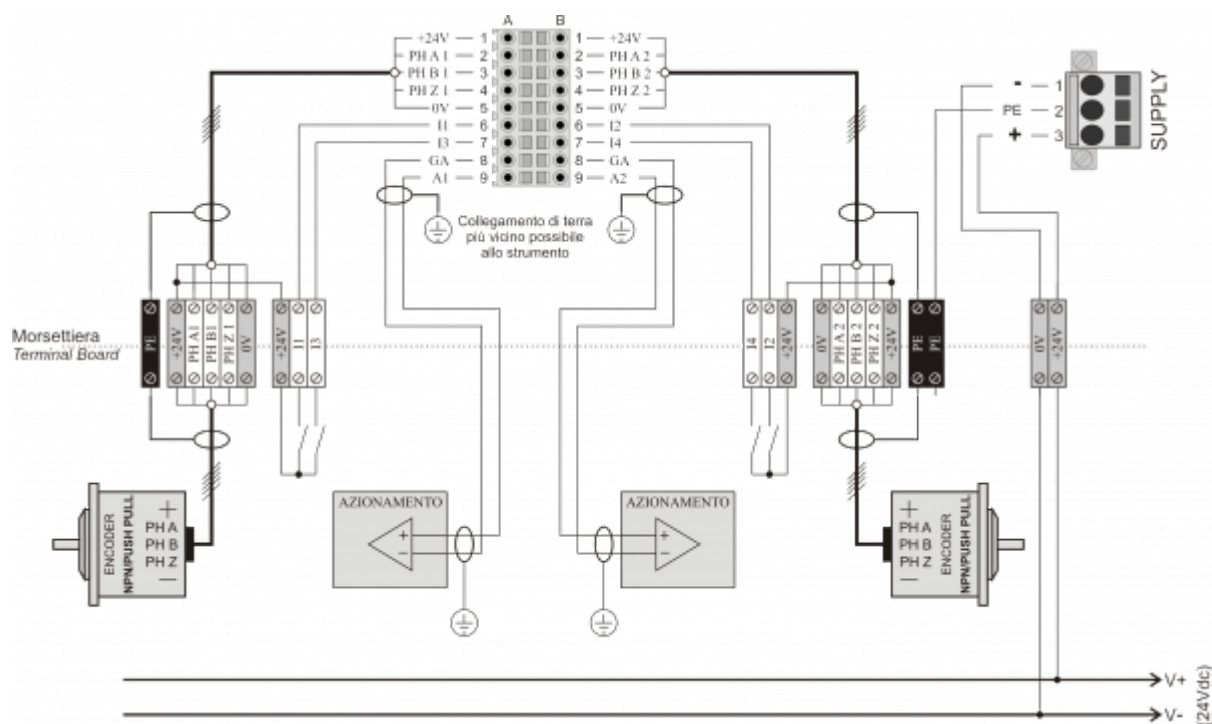 A B
+24V 1 1 +24V
PH A 1 2 2 PH A 2
PH B 1 3 3 PH B 2
PH Z 1 4 4 PH Z 2
0V 5 5 0V
I1 6 6 I2
I3 7 7 I4
GA 8 8 GA
A1 9 9 A2
- 1
PE 2
+ 3
SUPPLY
Collegamento di terra
più vicino possibile
allo strumento
Morsettiera
Terminal Board
PE
+24V
PH A1
PH B1
PH Z 1
0V
+24V
I1
I3
I4
I2
+24V
0V
PH A 2
PH B 2
PH Z 2
+24V
PE
PE
0V
+24V
ENCODER
NPN/PUSH PULL
+
PH A
PH B
PH Z
−
AZIONAMENTO
+
−
AZIONAMENTO
+
−
+
PH A
PH B
PH Z
−
ENCODER
NPN/PUSH PULL
V+
V-
(24Vdc)